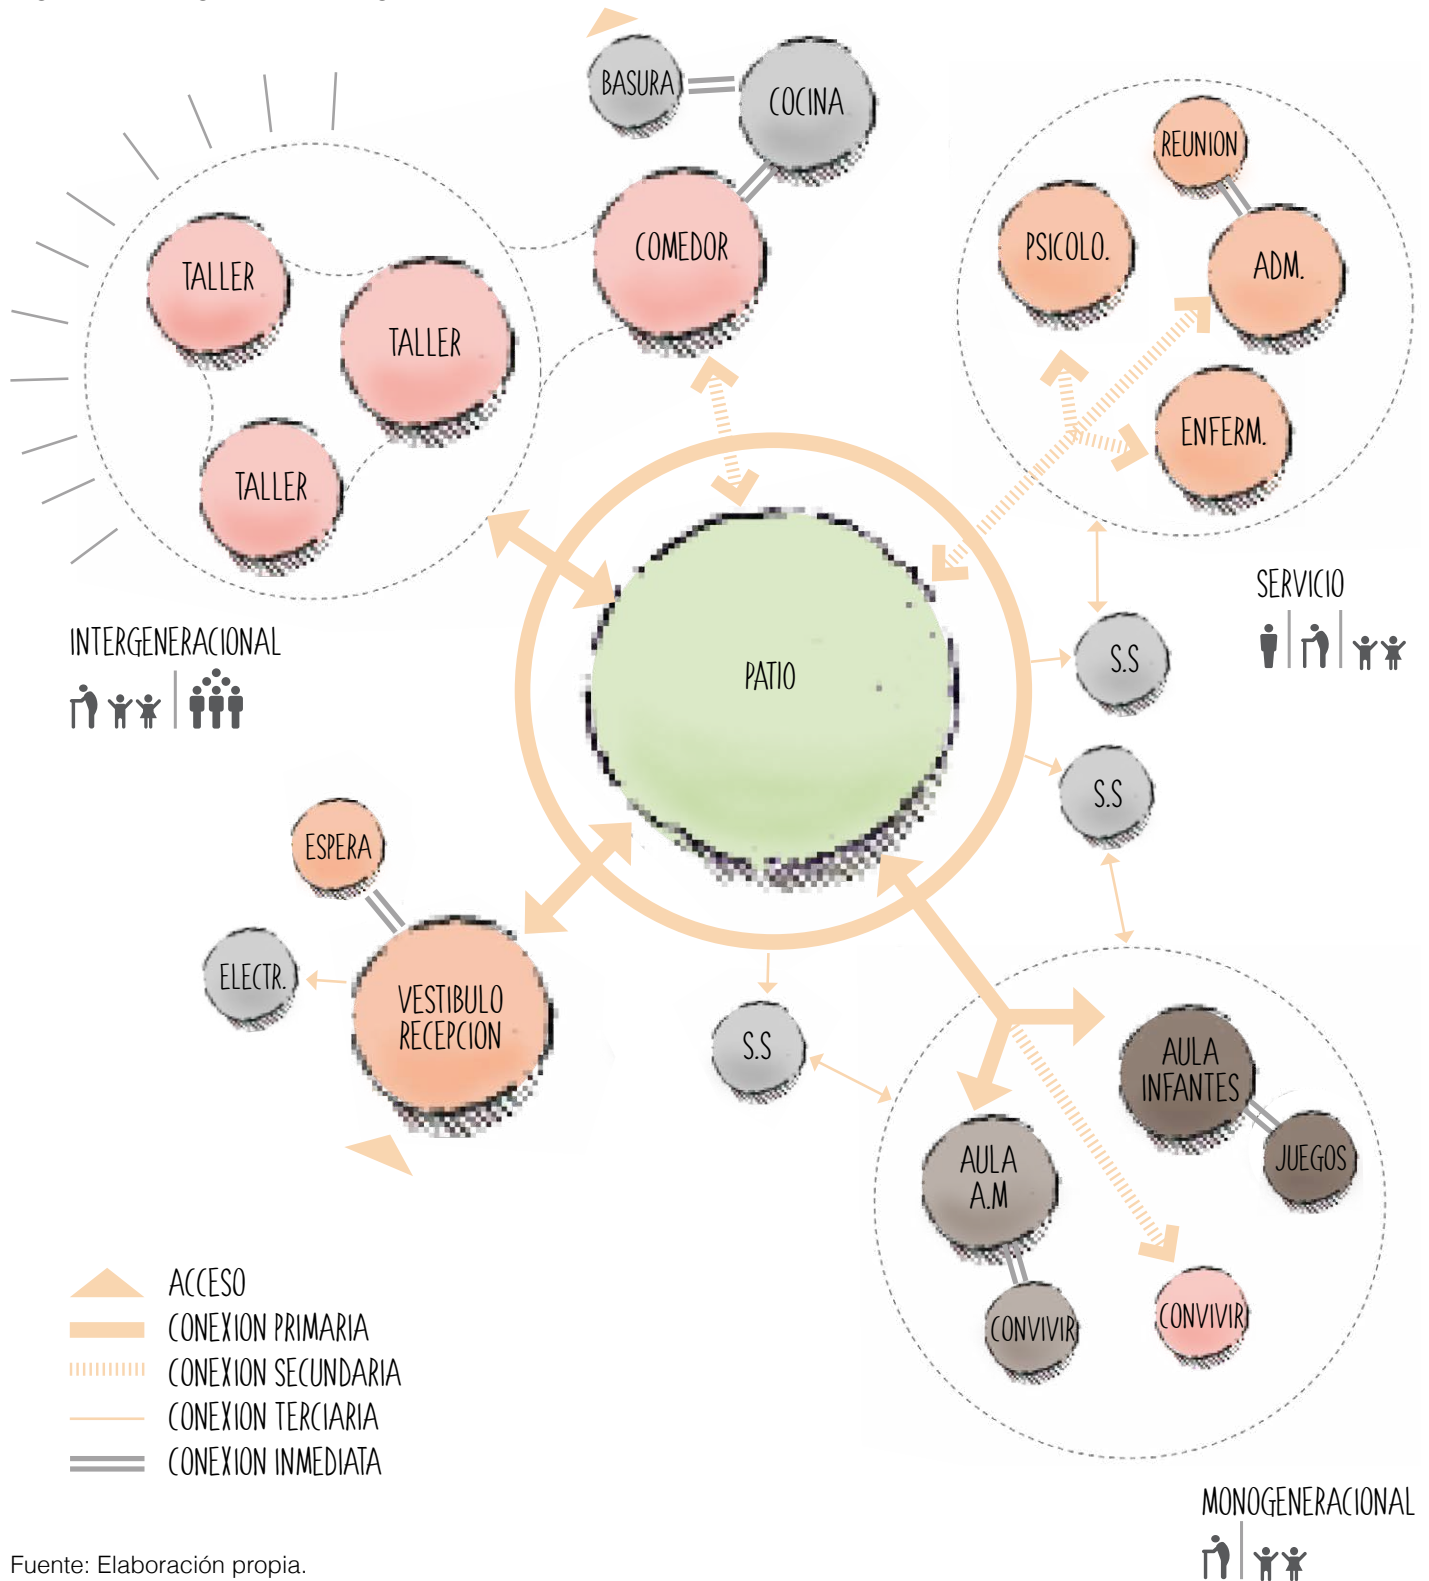 BASURA
COCINA
REUNION
PSICOLO.
ADM.
COMEDOR
TALLER
TALLER
TALLER
ENFERM.
SERVICIO
INTERGENERACIONAL
PATIO
S.S
S.S
ESPERA
ELECTR.
VESTIBULO
RECEPCION
S.S
AULA
INFANTES
JUEGOS
AULA
A.M
CONVIVIR
CONVIVIR
ACCESO
CONEXION PRIMARIA
CONEXION SECUNDARIA
CONEXION TERCIARIA
CONEXION INMEDIATA
MONOGENERACIONAL
Fuente: Elaboración propia.